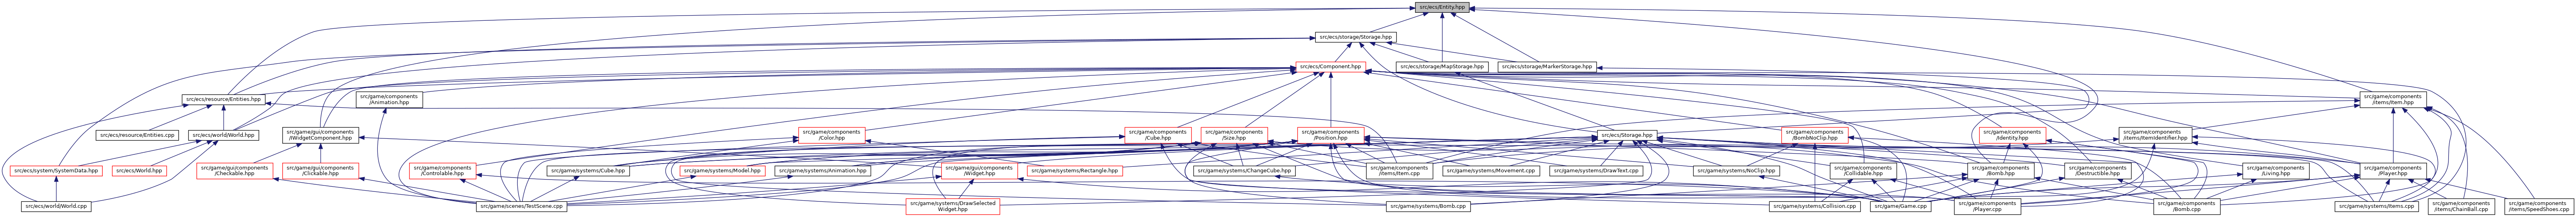 src/ecs/Entity.hpp
src/ecs/storage/Storage.hpp
src/ecs/Component.hpp
src/ecs/storage/MapStorage.hpp
src/ecs/storage/MarkerStorage.hpp
src/ecs/resource/Entities.hpp
src/game/components
/Animation.hpp
src/game/components
/items/Item.hpp
src/ecs/resource/Entities.cpp
src/ecs/world/World.hpp
src/game/gui/components
/IWidgetComponent.hpp
src/game/components
/Color.hpp
src/game/components
/Cube.hpp
src/game/components
/Size.hpp
src/game/components
/Position.hpp
src/ecs/Storage.hpp
src/game/components
/BombNoClip.hpp
src/game/components
/Identity.hpp
src/game/components
/items/ItemIdentifier.hpp
src/ecs/system/SystemData.hpp
src/ecs/World.hpp
src/game/gui/components
/Checkable.hpp
src/game/gui/components
/Clickable.hpp
src/game/components
/Controlable.hpp
src/game/systems/Cube.hpp
src/game/systems/Model.hpp
src/game/systems/Animation.hpp
src/game/gui/components
/Widget.hpp
src/game/systems/Rectangle.hpp
src/game/systems/ChangeCube.hpp
src/game/components
/items/Item.cpp
src/game/systems/Movement.cpp
src/game/systems/DrawText.cpp
src/game/systems/NoClip.cpp
src/game/components
/Collidable.hpp
src/game/components
/Bomb.hpp
src/game/components
/Destructible.hpp
src/game/components
/Living.hpp
src/game/components
/Player.hpp
src/ecs/world/World.cpp
src/game/scenes/TestScene.cpp
src/game/systems/DrawSelected
Widget.hpp
src/game/systems/Bomb.cpp
src/game/systems/Collision.cpp
src/game/Game.cpp
src/game/components
/Player.cpp
src/game/components
/Bomb.cpp
src/game/systems/Items.cpp
src/game/components
/items/ChainBall.cpp
src/game/components
/items/SpeedShoes.cpp